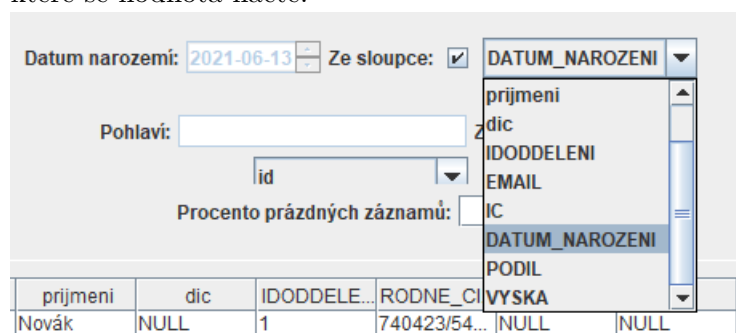 Datum narození: 2021-06-13 Ze sloupce: DATUM_NAROZENI
prijmeni
Pohlaví: Z dic
IDODDELENI
id EMAIL
Procento prázdných záznamů: IC
DATUM_NAROZENI
PODIL
prijmeni dic IDODDELE... RODNE_CI VYSKA
Novák NULL 1 740423/54... NULL NULL